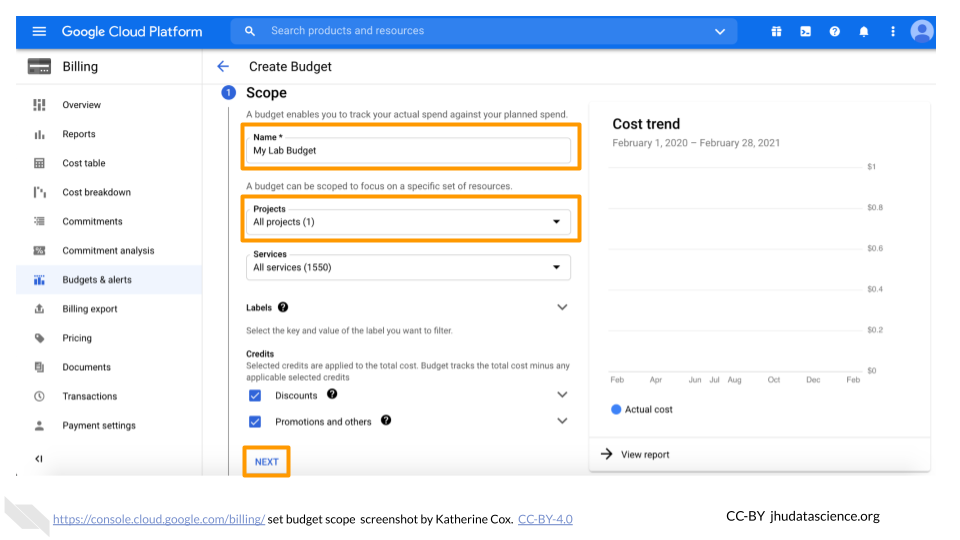 Google Cloud Platform
Search products and resources
Billing
Create Budget
Overview
Reports
Cost table
Cost breakdown
Commitments
Commitment analysis
Budgets & alerts
Billing export
Pricing
Documents
Transactions
Payment settings
1 Scope
A budget enables you to track your actual spend against your planned spend.
Name *
My Lab Budget
A budget can be scoped to focus on a specific set of resources.
Projects
All projects (1)
Services
All services (1550)
Labels ?
Select the key and value of the label you want to filter.
Credits
Selected credits are applied to the total cost. Budget tracks the total cost minus any
applicable selected credits
Discounts ?
Promotions and others ?
NEXT
Cost trend
February 1, 2020 – February 28, 2021
$1
$0.8
$0.6
$0.4
$0.2
$0
Feb Apr Jun Jul Aug Oct Dec Feb
Actual cost
View report
https://console.cloud.google.com/billing/ set budget scope screenshot by Katherine Cox. CC-BY-4.0
CC-BY jhudatascience.org